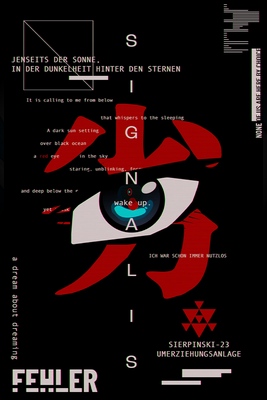 JENSEITS DER SONNE,
IN DER DUNKELHEIT HINTER DEN STERNEN
SIGNALIS
It is calling to me from below
that whispers to the sleeping
A dark sun setting
over black ocean
a eye in the sky
staring, unblinking,
and deep below the
wake up.
ICH WAR SCHON IMMER NUTZLOS
a dream about dreaming
SIERPINSKI-23
UMERZIEHUNGSANLAGE
FEHLER